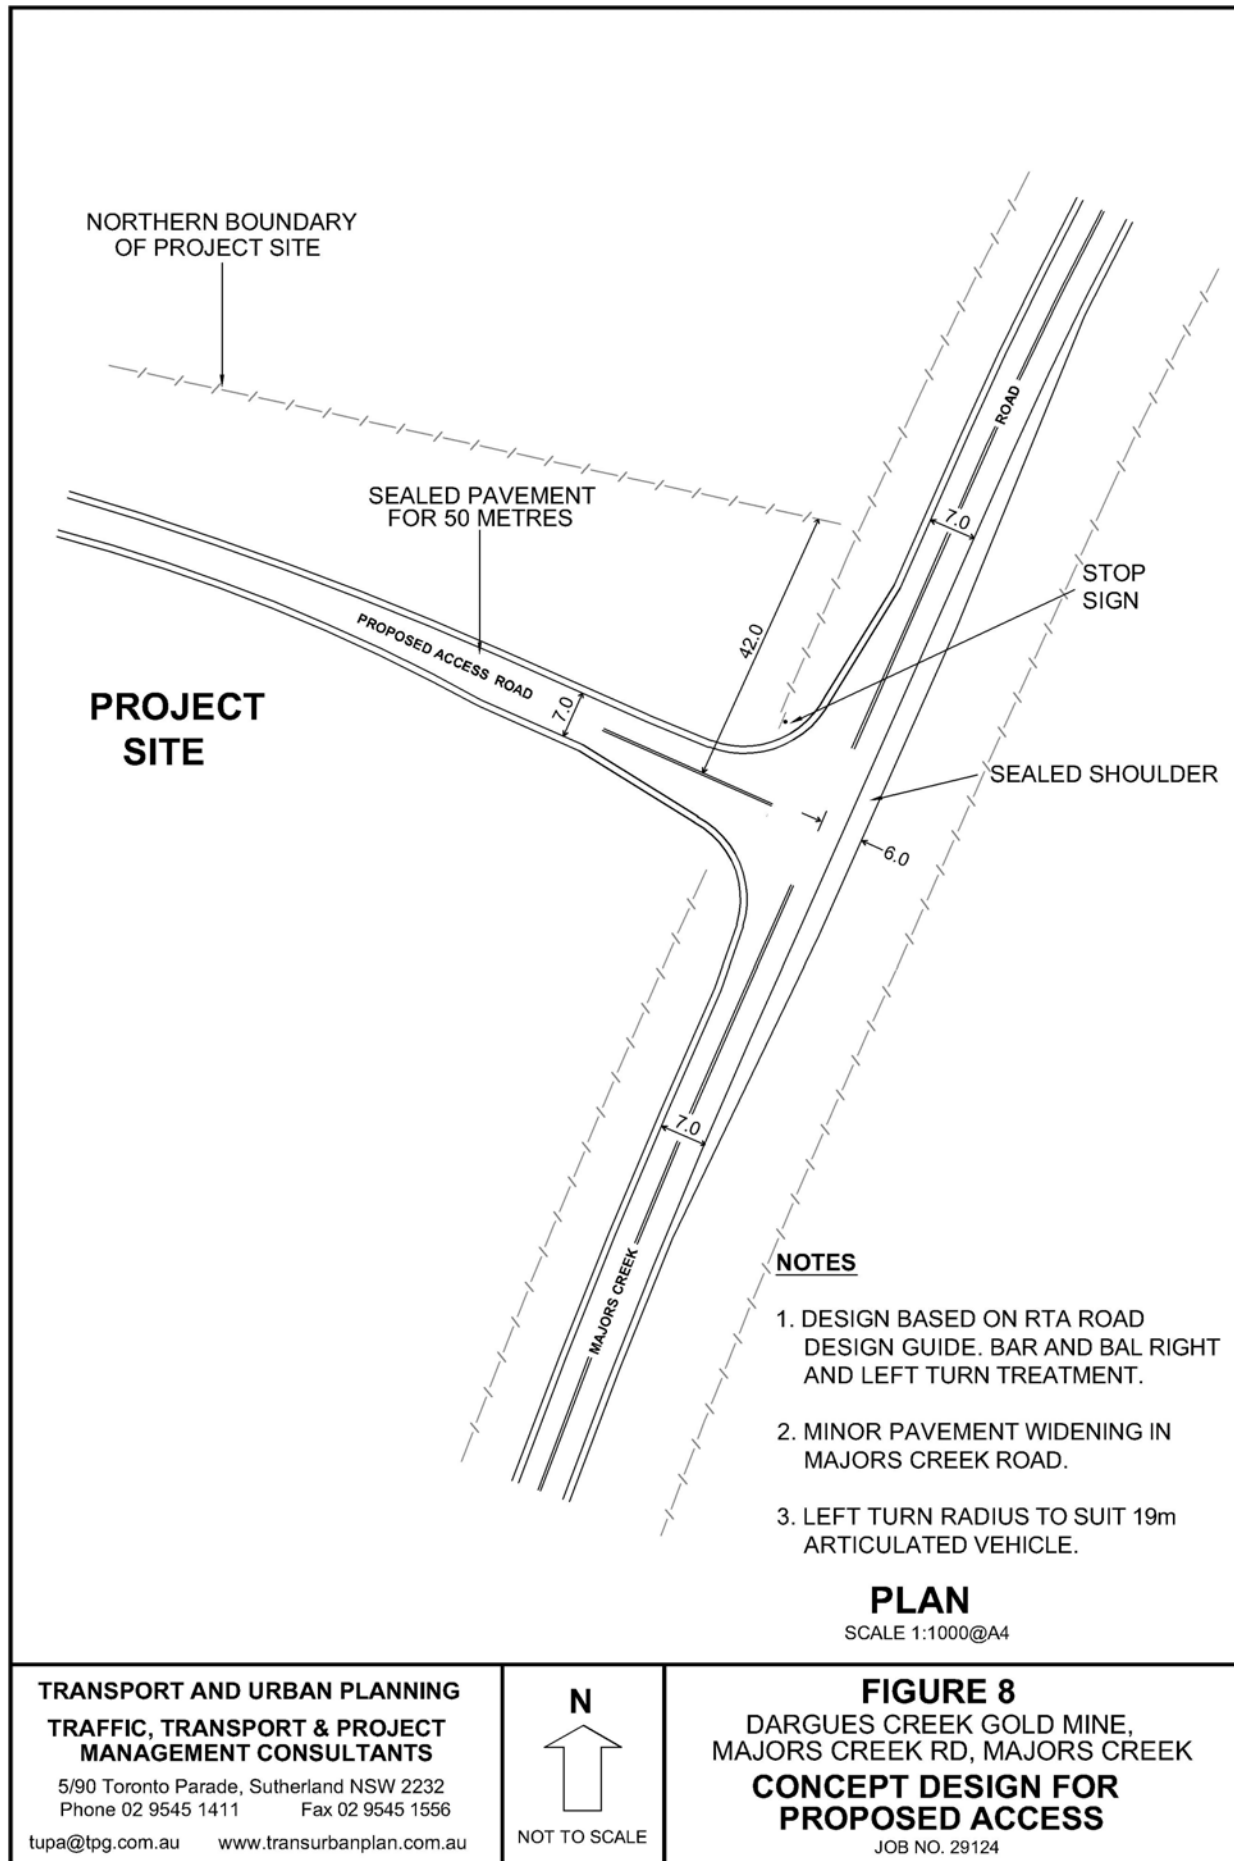 NORTHERN BOUNDARY
OF PROJECT SITE
SEALED PAVEMENT
FOR 50 METRES
ROAD
7.0
STOP
SIGN
42.0
PROPOSED ACCESS ROAD
7.0
PROJECT
SITE
SEALED SHOULDER
6.0
7.0
MAJORS CREEK
NOTES
1. DESIGN BASED ON RTA ROAD
DESIGN GUIDE. BAR AND BAL RIGHT
AND LEFT TURN TREATMENT.
2. MINOR PAVEMENT WIDENING IN
MAJORS CREEK ROAD.
3. LEFT TURN RADIUS TO SUIT 19m
ARTICULATED VEHICLE.
PLAN
SCALE 1:1000@A4
TRANSPORT AND URBAN PLANNING
TRAFFIC, TRANSPORT & PROJECT
MANAGEMENT CONSULTANTS
5/90 Toronto Parade, Sutherland NSW 2232
Phone 02 9545 1411 Fax 02 9545 1556
tupa@tpg.com.au www.transurbanplan.com.au
N
NOT TO SCALE
FIGURE 8
DARGUES CREEK GOLD MINE,
MAJORS CREEK RD, MAJORS CREEK
CONCEPT DESIGN FOR
PROPOSED ACCESS
JOB NO. 29124